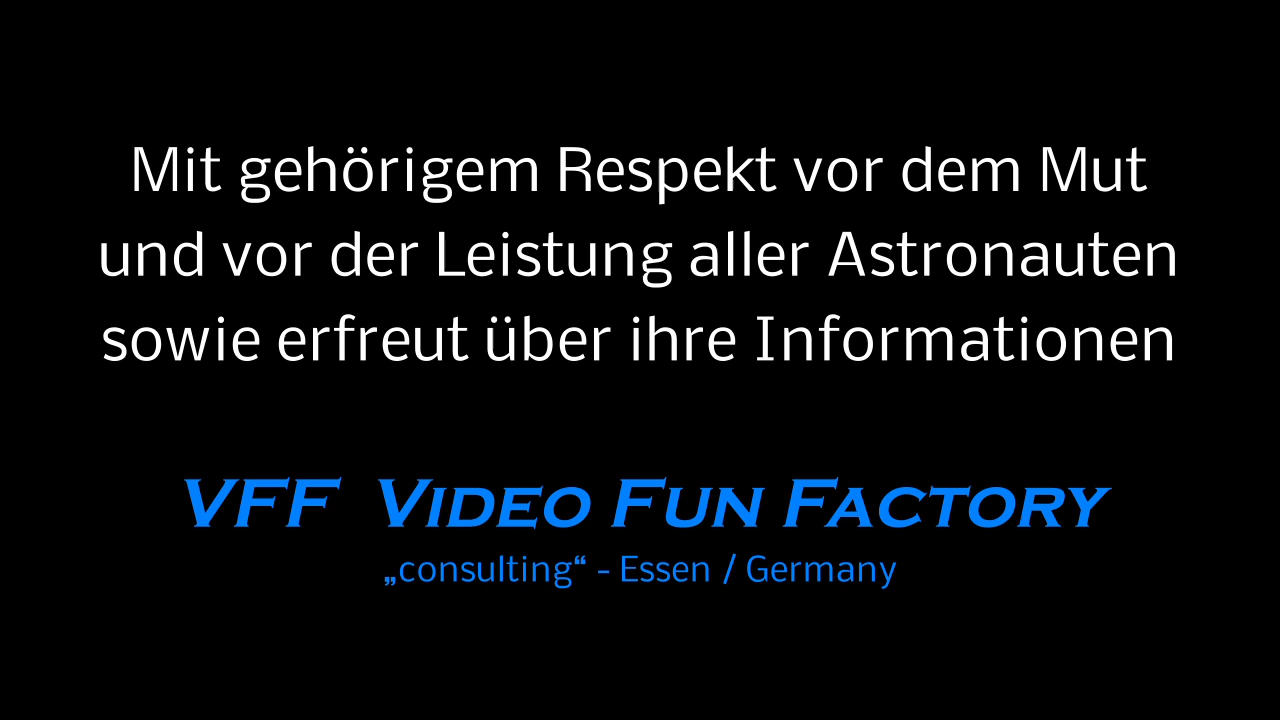 Mit gehörigem Respekt vor dem Mut
und vor der Leistung aller Astronauten
sowie erfreut über ihre Informationen
VFF Video Fun Factory
„consulting“ - Essen / Germany